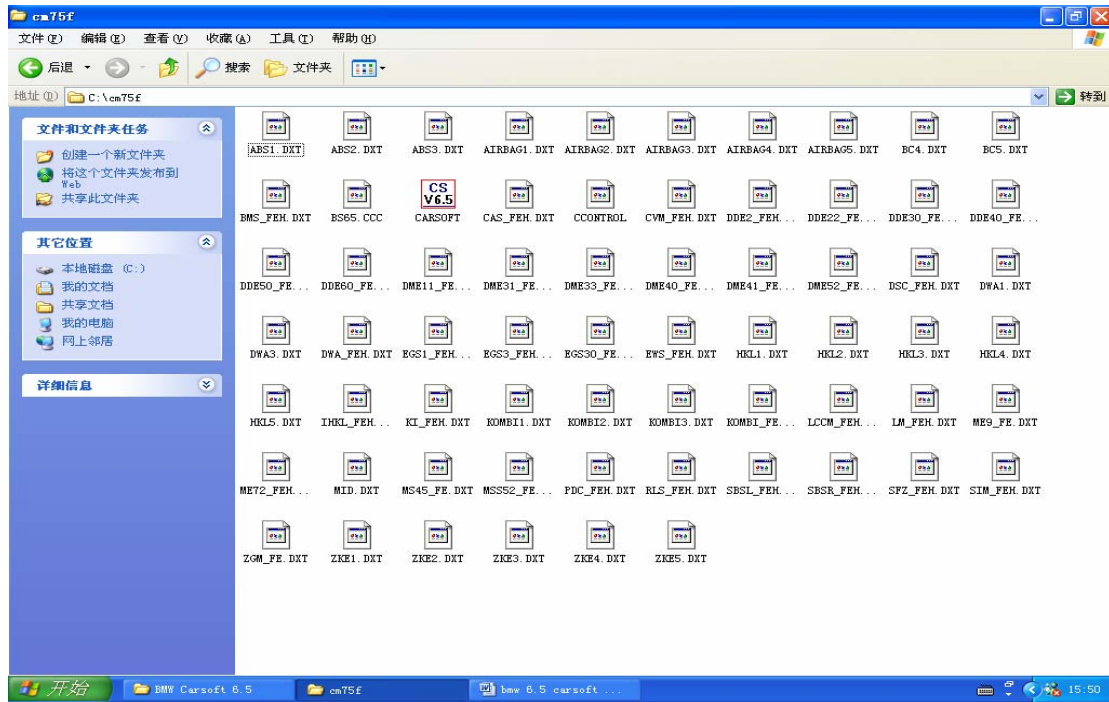 cm75f
文件(F) 编辑(E) 查看(V) 收藏(A) 工具(T) 帮助(H)
后退 搜索 文件夹
地址(D) C:\cm75f 转到
文件和文件夹任务
创建一个新文件夹
将这个文件夹发布到
Web
共享此文件夹
其它位置
本地磁盘 (C:)
我的文档
共享文档
我的电脑
网上邻居
详细信息
ABS1.DXT ABS2.DXT ABS3.DXT AIRBAG1.DXT AIRBAG2.DXT AIRBAG3.DXT AIRBAG4.DXT AIRBAG5.DXT BC4.DXT BC5.DXT
CS
V6.5
BMS_FEH.DXT BS65.CCC CARSOFT CAS_FEH.DXT CCONTROL CVM_FEH.DXT DDE2_FEH... DDE22_FE... DDE30_FE... DDE40_FE...
DDE50_FE... DDE60_FE... DME11_FE... DME31_FE... DME33_FE... DME40_FE... DME41_FE... DME52_FE... DSC_FEH.DXT DWA1.DXT
DWA3.DXT DWA_FEH.DXT EGS1_FEH... EGS3_FEH... EGS30_FE... EWS_FEH.DXT HKL1.DXT HKL2.DXT HKL3.DXT HKL4.DXT
HKL5.DXT IHKL_FEH... KI_FEH.DXT KOMBI1.DXT KOMBI2.DXT KOMBI3.DXT KOMBI_FE... LCCM_FEH... LM_FEH.DXT ME9_FE.DXT
ME72_FEH... MID.DXT MS45_FE.DXT MSS52_FE... PDC_FEH.DXT RLS_FEH.DXT SBSL_FEH... SBSR_FEH... SFZ_FEH.DXT SIM_FEH.DXT
ZGM_FE.DXT ZKE1.DXT ZKE2.DXT ZKE3.DXT ZKE4.DXT ZKE5.DXT
开始 BMW Carsoft 6.5 cm75f bmw 6.5 carsoft ... 15:50